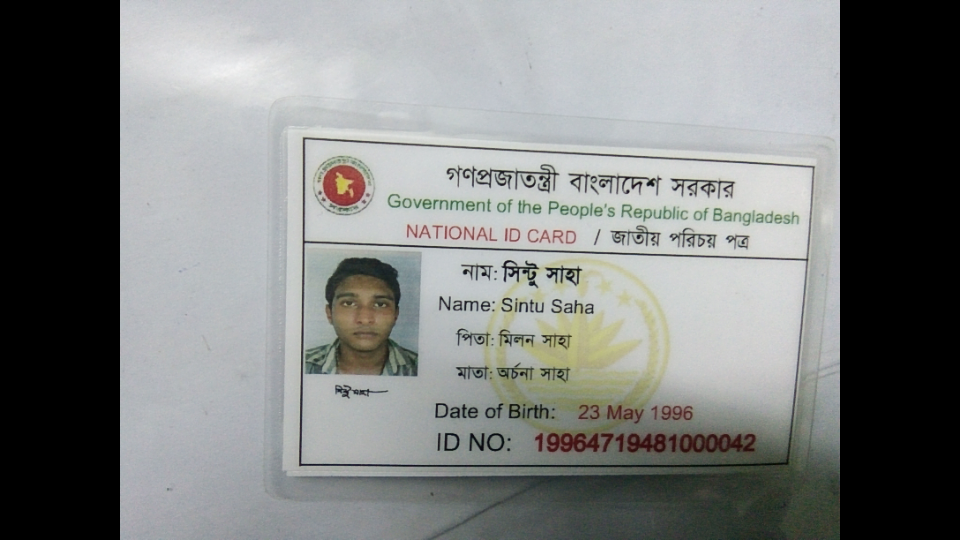 গণপ্রজাতন্ত্রী বাংলাদেশ সরকার
Government of the People's Republic of Bangladesh
NATIONAL ID CARD / জাতীয় পরিচয় পত্র
নাম: সিন্টু সাহা
Name: Sintu Saha
পিতা: মিলন সাহা
মাতা: অর্চনা সাহা
Date of Birth: 23 May 1996
ID NO: 19964719481000042
সিন্টু সাহা